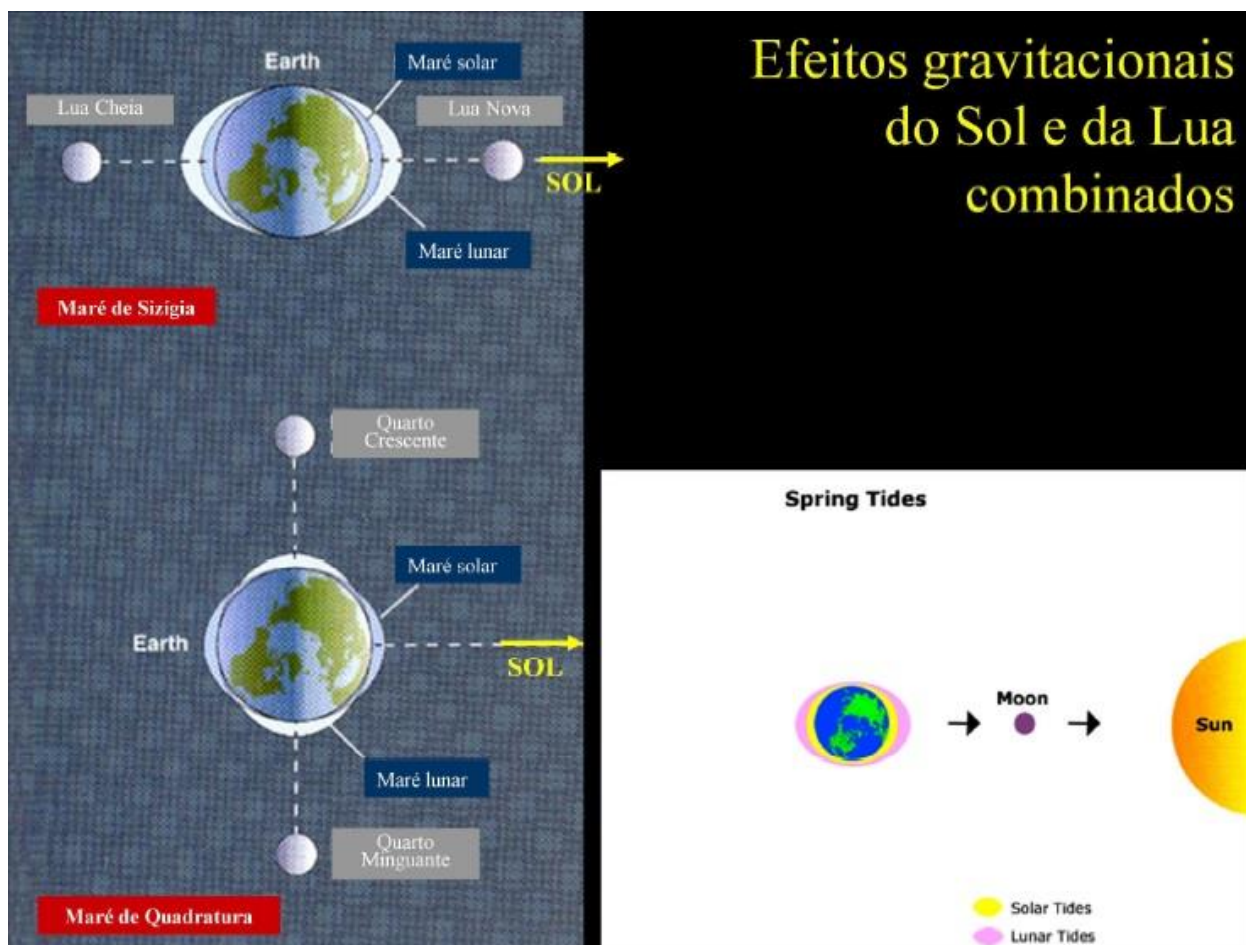 Efeitos gravitacionais
do Sol e da Lua
combinados
Earth
Maré solar
Lua Cheia
Lua Nova
SOL
Maré lunar
Maré de Sizígia
Quarto
Crescente
Maré solar
Earth
SOL
Maré lunar
Quarto
Minguante
Maré de Quadratura
Spring Tides
Moon
Sun
Solar Tides
Lunar Tides